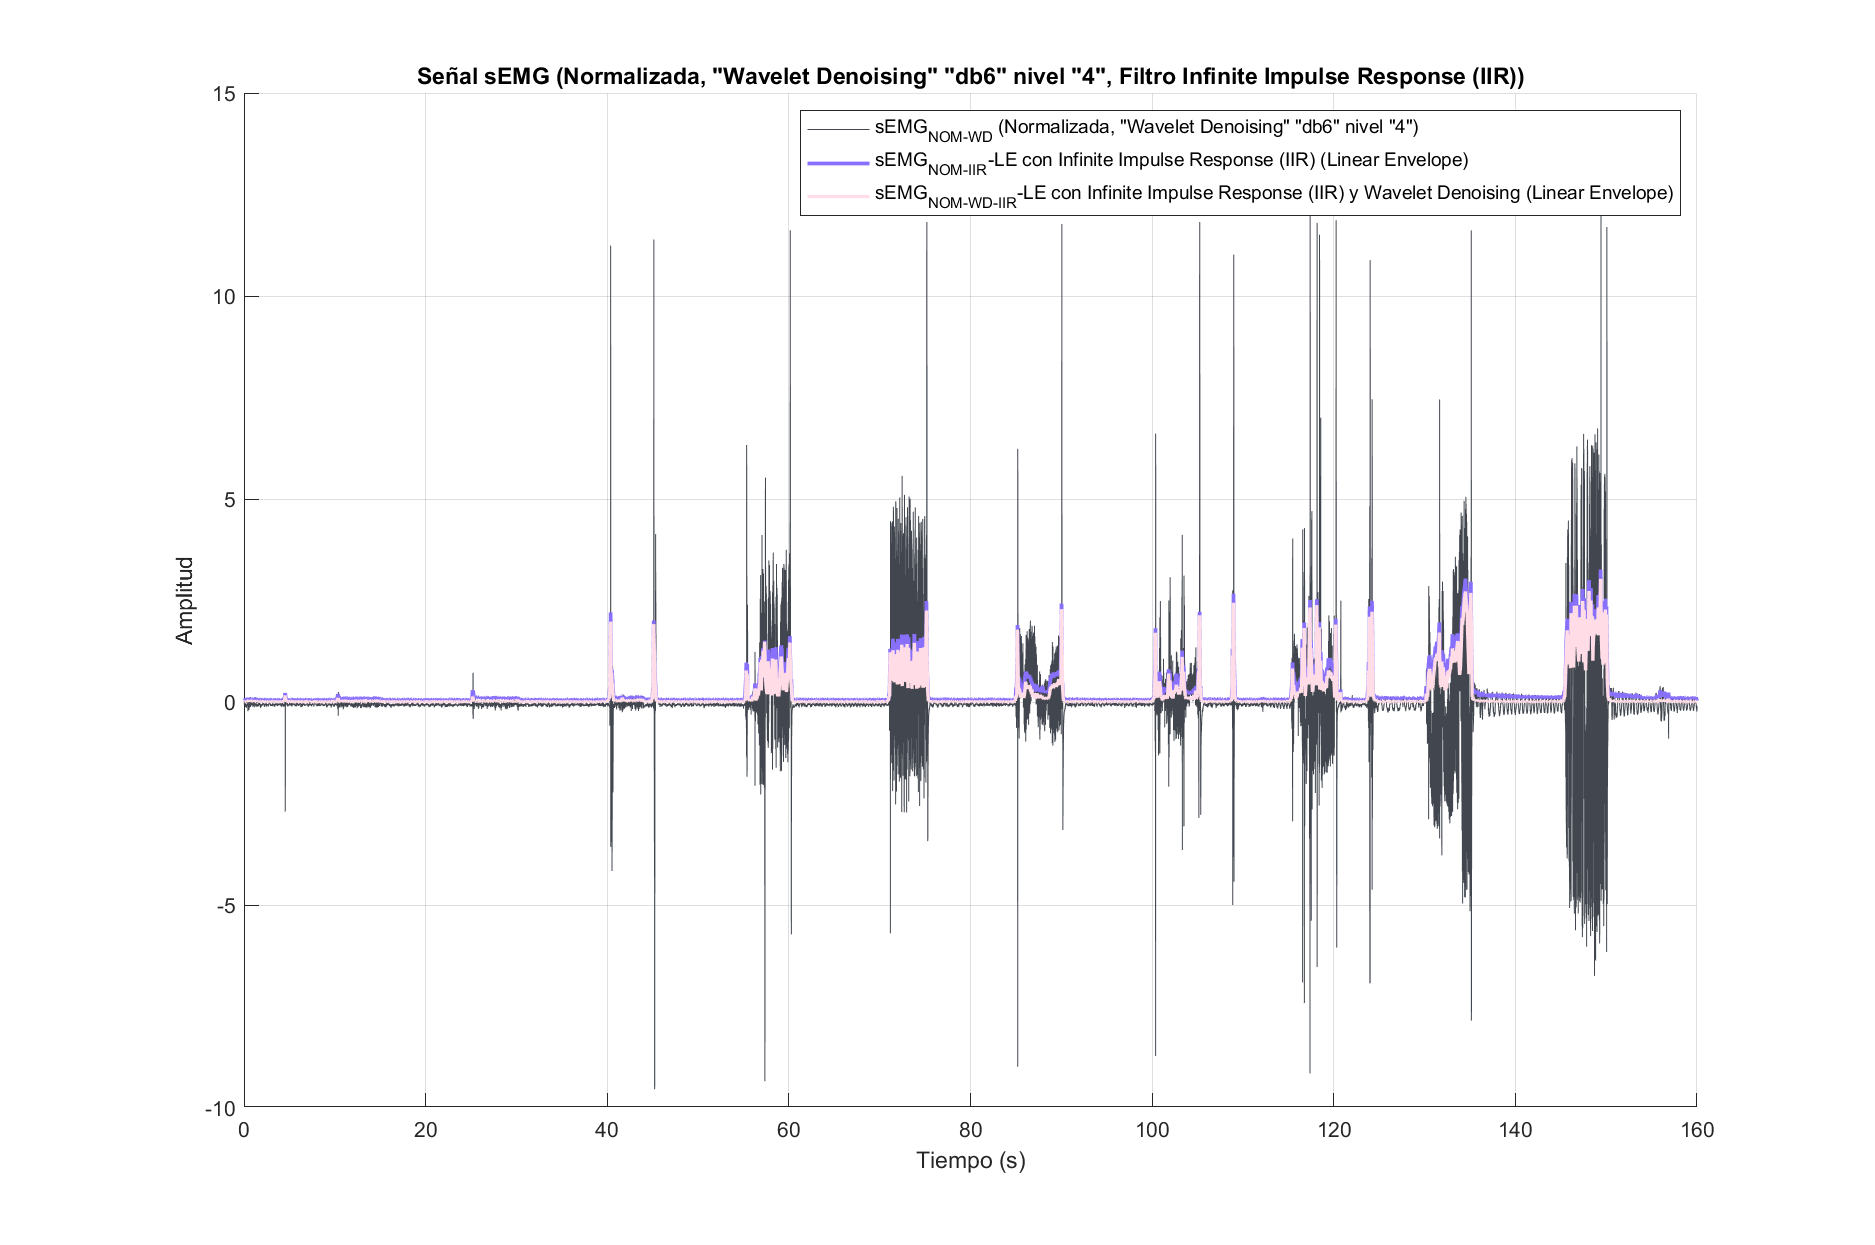 Señal sEMG (Normalizada, "Wavelet Denoising" "db6" nivel "4", Filtro Infinite Impulse Response (IIR))
sEMG_NOM-WD (Normalizada, "Wavelet Denoising" "db6" nivel "4")
sEMG_NOM-IIR-LE con Infinite Impulse Response (IIR) (Linear Envelope)
sEMG_NOM-WD-IIR-LE con Infinite Impulse Response (IIR) y Wavelet Denoising (Linear Envelope)
15
10
5
0
-5
-10
Amplitud
0 20 40 60 80 100 120 140 160
Tiempo (s)